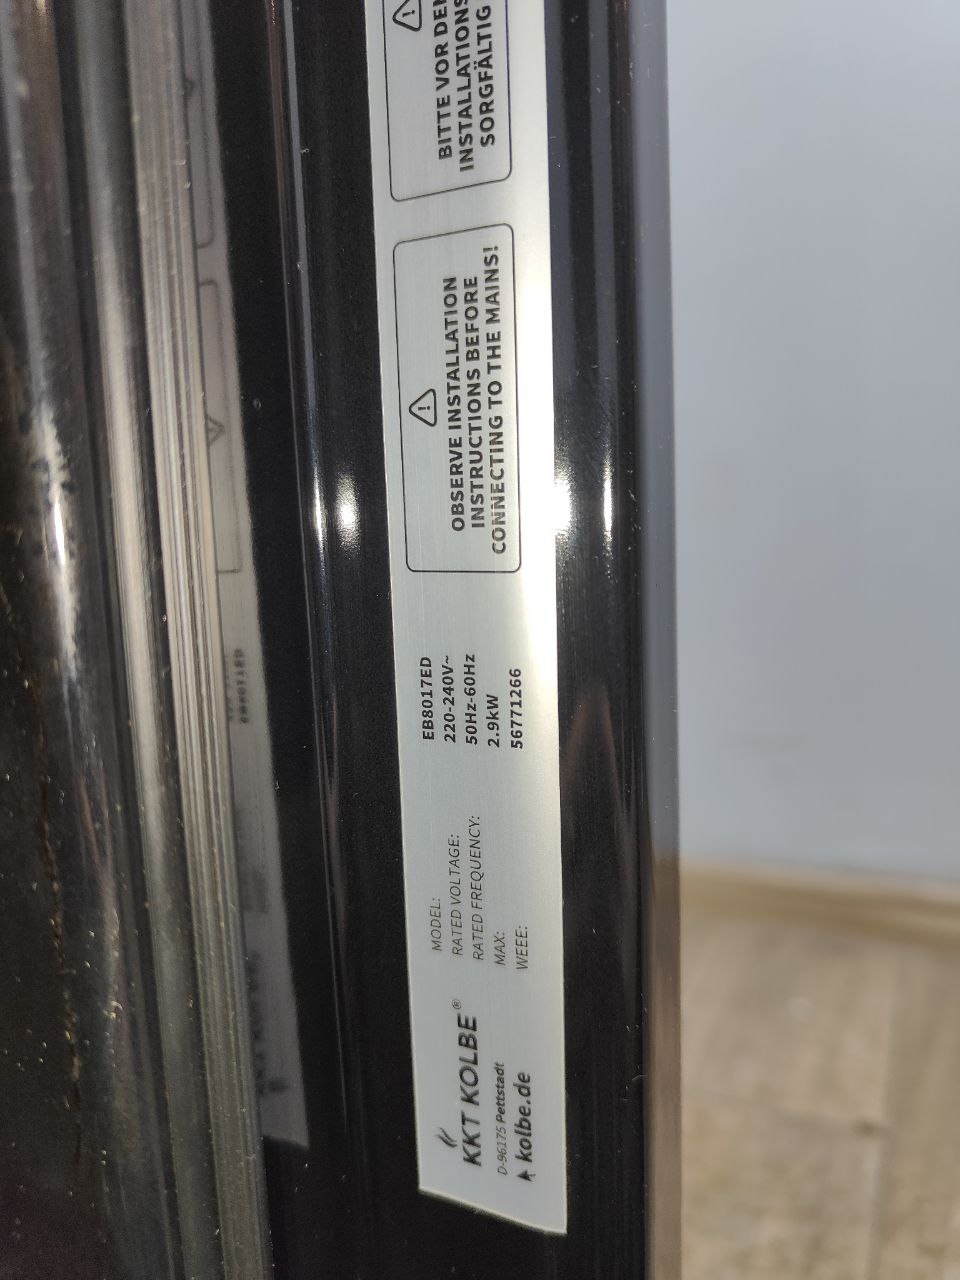 KKT KOLBE®
D-96175 Pettstadt
kolbe.de
MODEL: EB8017ED
RATED VOLTAGE: 220-240V~
RATED FREQUENCY: 50Hz-60Hz
MAX: 2.9kW
WEEE: 56771266
OBSERVE INSTALLATION
INSTRUCTIONS BEFORE
CONNECTING TO THE MAINS!
BITTE VOR DE
INSTALLATIONS
SORGFÄLTIG